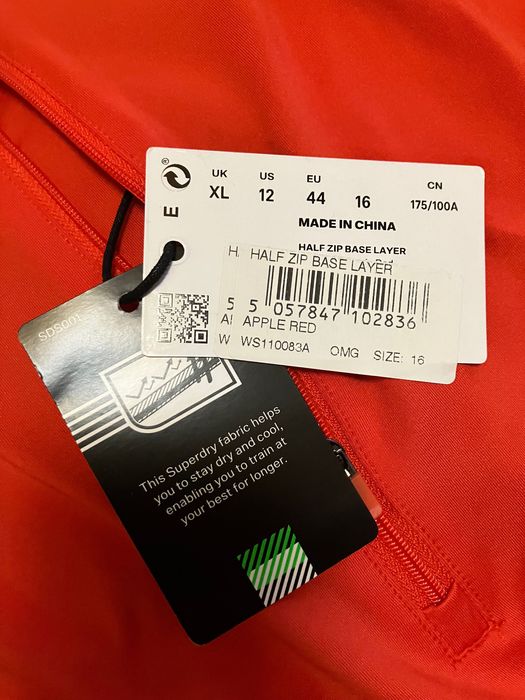 UK US EU CN
XL 12 44 16 175/100A
MADE IN CHINA
HALF ZIP BASE LAYER
E
HALF ZIP BASE LAYER
5 057847 102836
APPLE RED
WS110083A OMG SIZE: 16
SDS001
This Superdry fabric helps
you to stay dry and cool,
enabling you to train at
your best for longer.